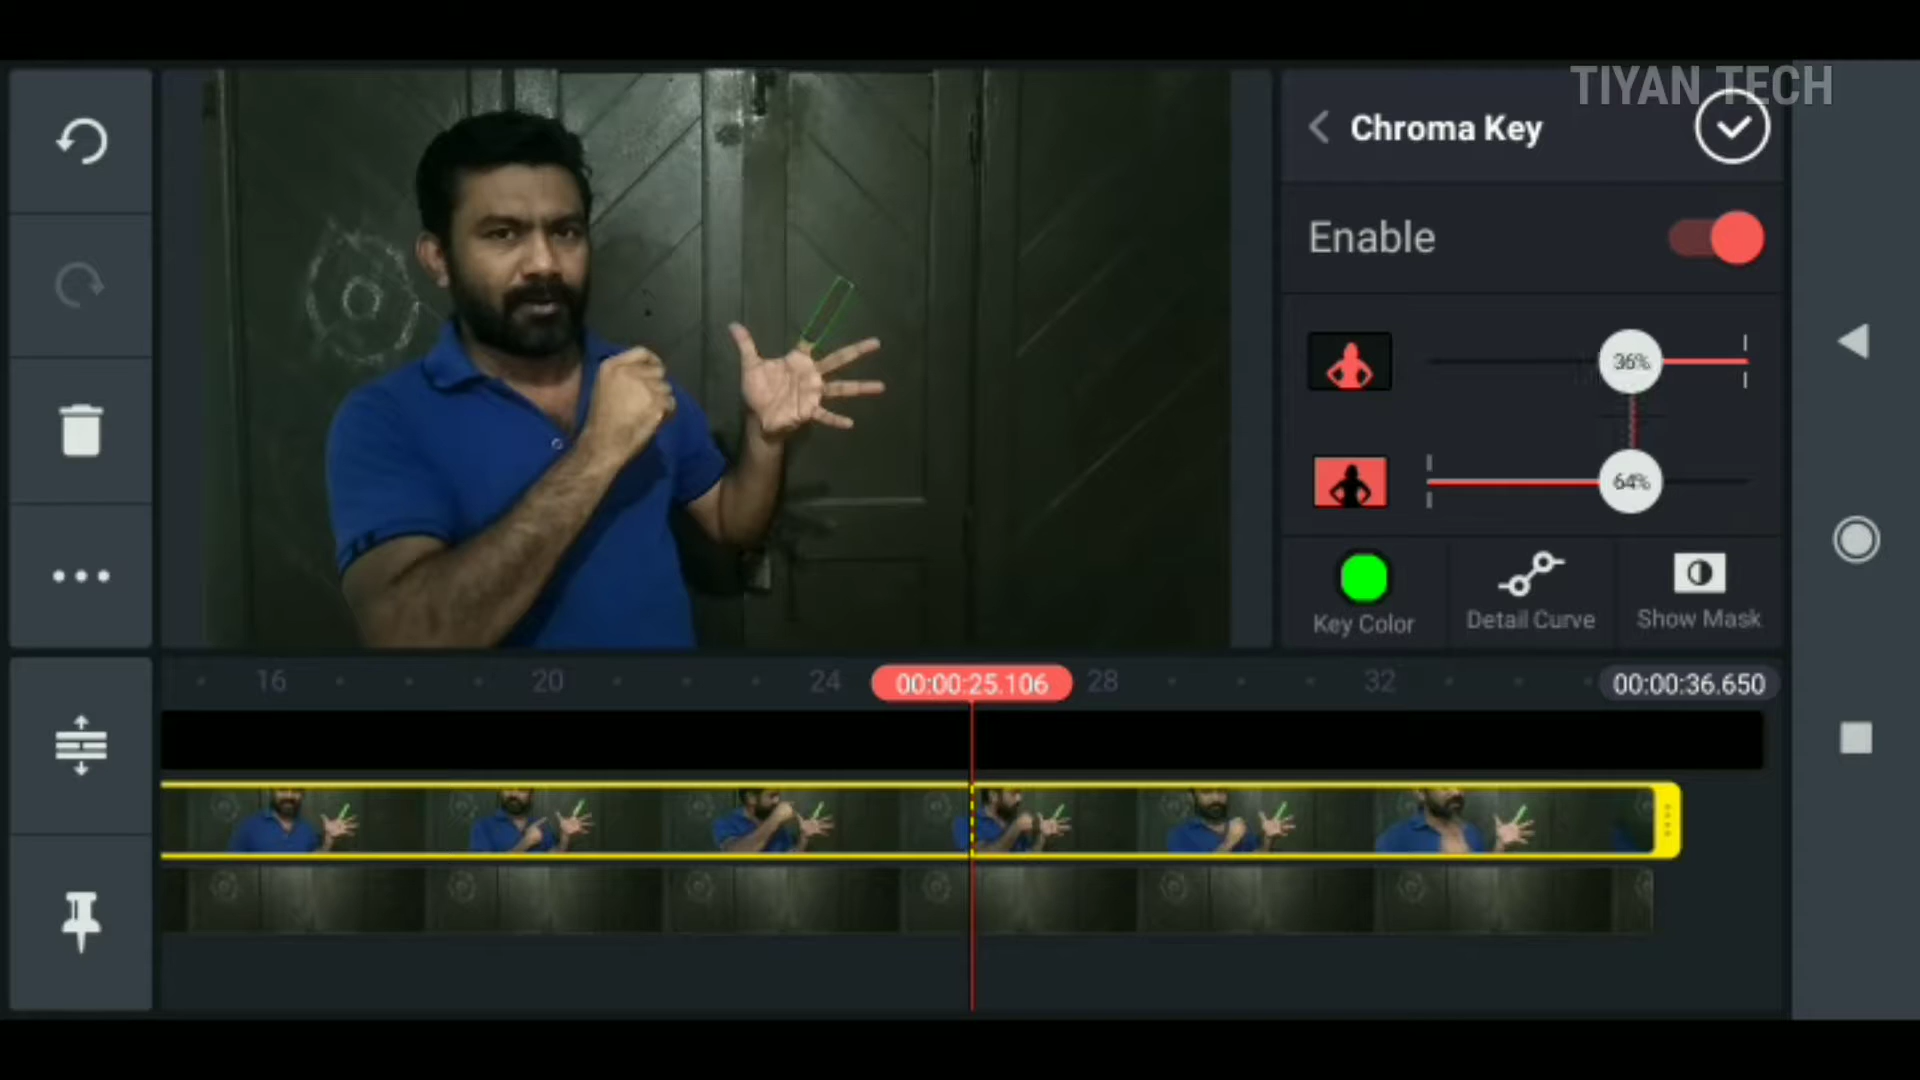 TIYAN TECH
Chroma Key
Enable
36%
64%
Key Color
Detail Curve
Show Mask
16
20
24
00:00:25.106
28
32
00:00:36.650